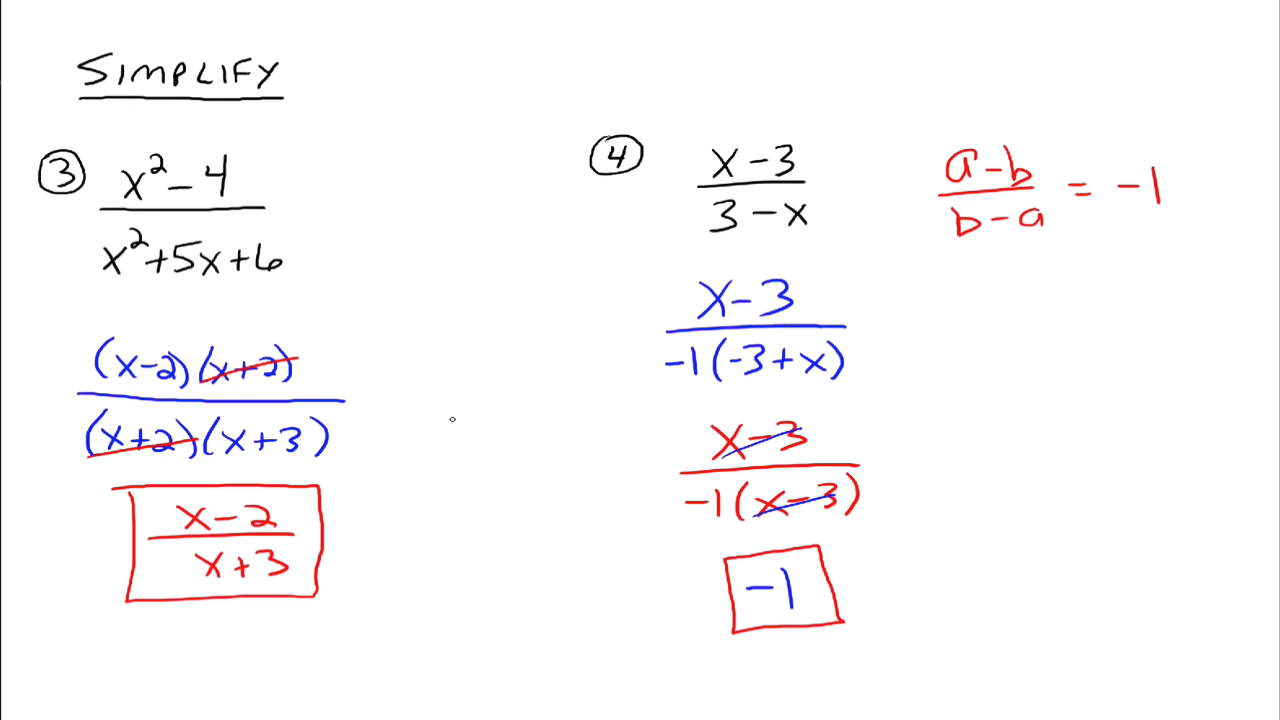 SIMPLIFY
③
x² - 4
x² + 5x + 6
(x - 2)(x + 2)
(x + 2)(x + 3)
x - 2
x + 3
④
x - 3
3 - x
a - b
b - a
= -1
x - 3
-1(-3 + x)
x - 3
-1(x - 3)
-1